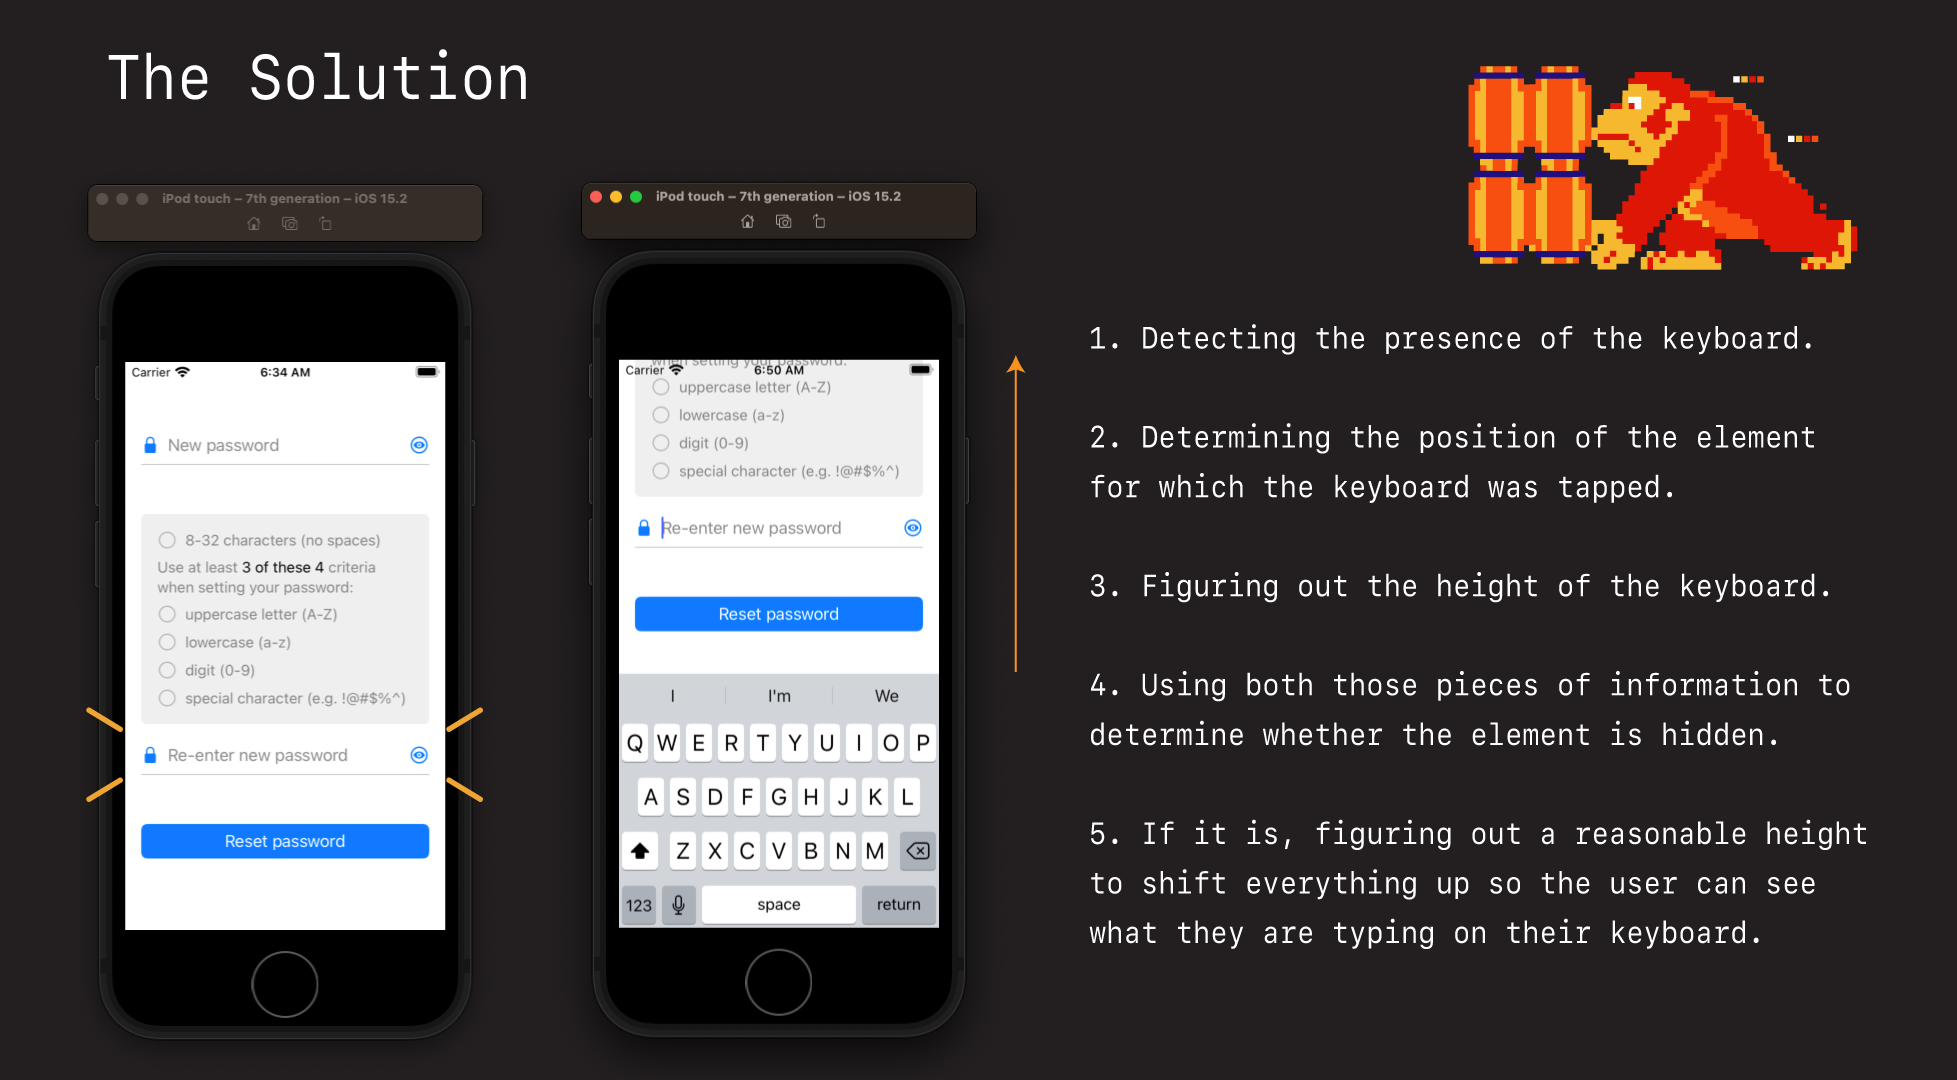 The Solution
iPod touch – 7th generation – iOS 15.2
Carrier 6:34 AM
New password
8-32 characters (no spaces)
Use at least 3 of these 4 criteria
when setting your password:
uppercase letter (A-Z)
lowercase (a-z)
digit (0-9)
special character (e.g. !@#$%^)
Re-enter new password
Reset password
iPod touch – 7th generation – iOS 15.2
when setting your password:
Carrier 6:50 AM
uppercase letter (A-Z)
lowercase (a-z)
digit (0-9)
special character (e.g. !@#$%^)
Re-enter new password
Reset password
I I'm We
Q W E R T Y U I O P
A S D F G H J K L
Z X C V B N M
123 space return
1. Detecting the presence of the keyboard.
2. Determining the position of the element
for which the keyboard was tapped.
3. Figuring out the height of the keyboard.
4. Using both those pieces of information to
determine whether the element is hidden.
5. If it is, figuring out a reasonable height
to shift everything up so the user can see
what they are typing on their keyboard.